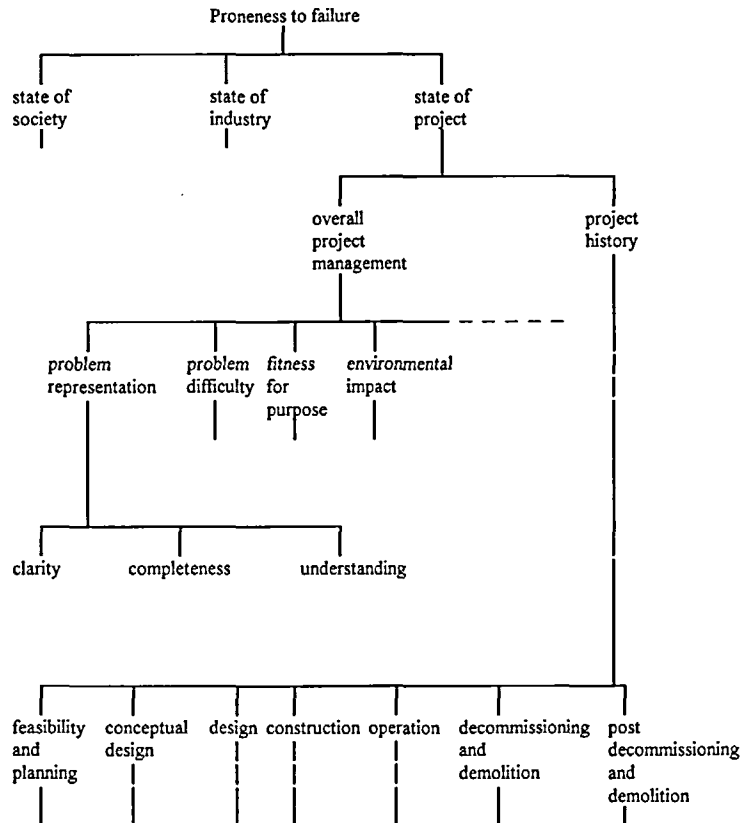 Proneness to failure
state of
society
state of
industry
state of
project
overall
project
management
project
history
problem
representation
problem
difficulty
fitness
for
purpose
environmental
impact
clarity
completeness
understanding
feasibility
and
planning
conceptual
design
design
construction
operation
decommissioning
and
demolition
post
decommissioning
and
demolition